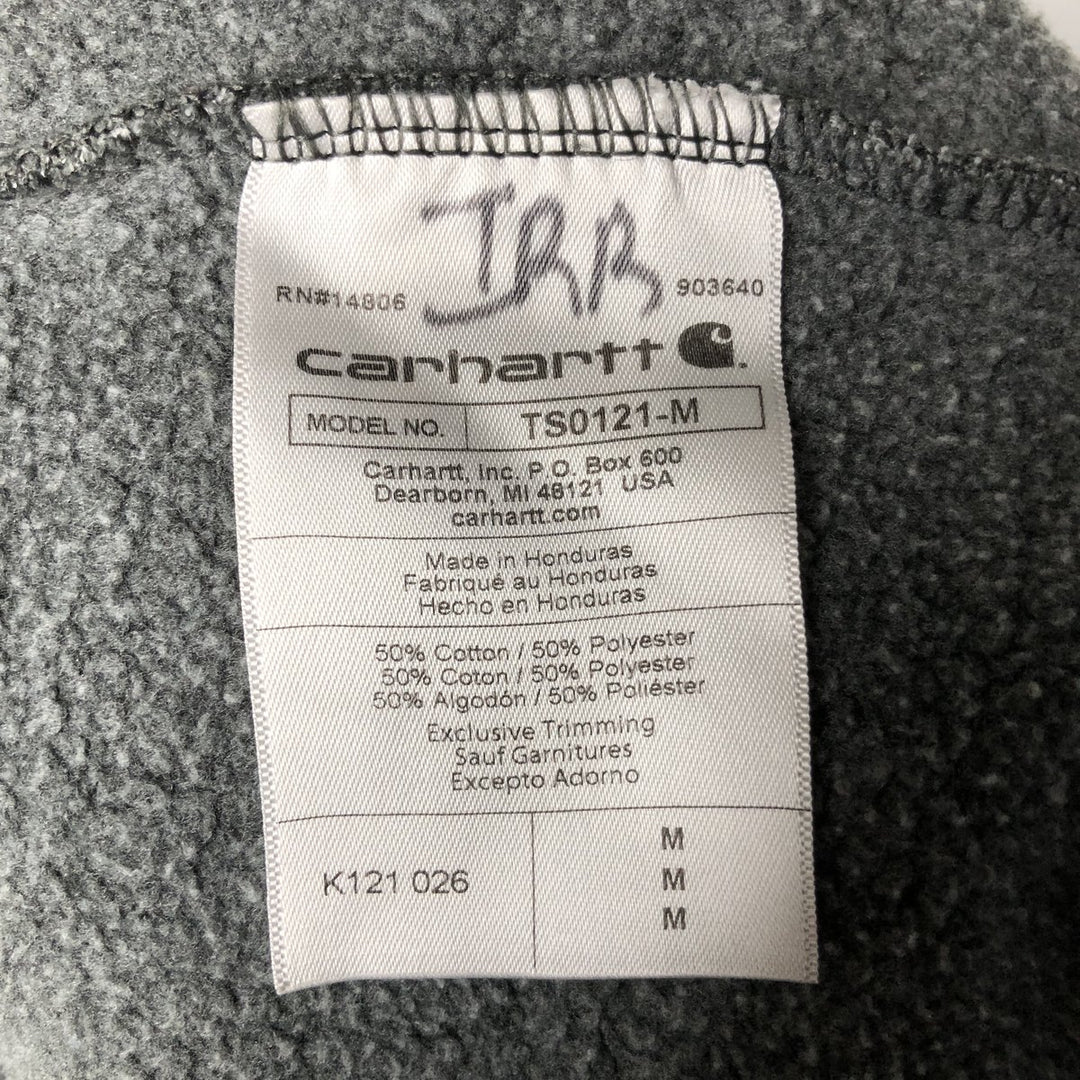 JRR
RN#14806 903640
carhartt
MODEL NO. TS0121-M
Carhartt, Inc. P.O. Box 600
Dearborn, MI 48121 USA
carhartt.com
Made in Honduras
Fabriqué au Honduras
Hecho en Honduras
50% Cotton / 50% Polyester
50% Coton / 50% Polyester
50% Algodón / 50% Poliéster
Exclusive Trimming
Sauf Garnitures
Excepto Adorno
K121 026
M
M
M